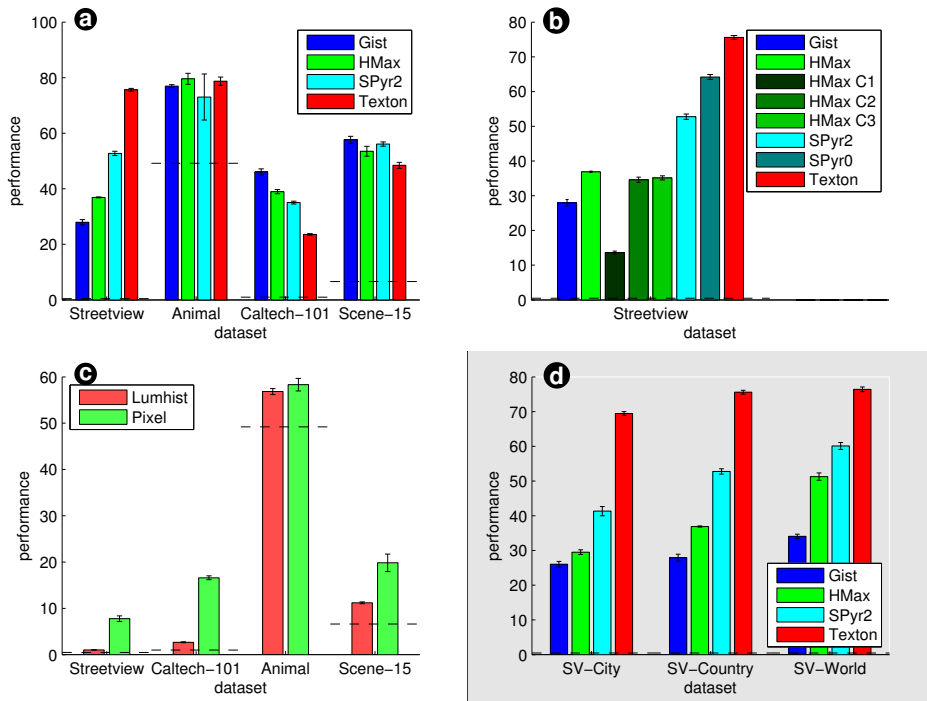 a
100
80
60
40
20
0
performance
Gist
HMax
SPyr2
Texton
Streetview Animal Caltech−101 Scene−15
dataset
b
80
70
60
50
40
30
20
10
0
performance
Gist
HMax
HMax C1
HMax C2
HMax C3
SPyr2
SPyr0
Texton
Streetview
dataset
c
60
50
40
30
20
10
0
performance
Lumhist
Pixel
Streetview Caltech−101 Animal Scene−15
dataset
d
80
70
60
50
40
30
20
10
0
performance
Gist
HMax
SPyr2
Texton
SV−City SV−Country SV−World
dataset